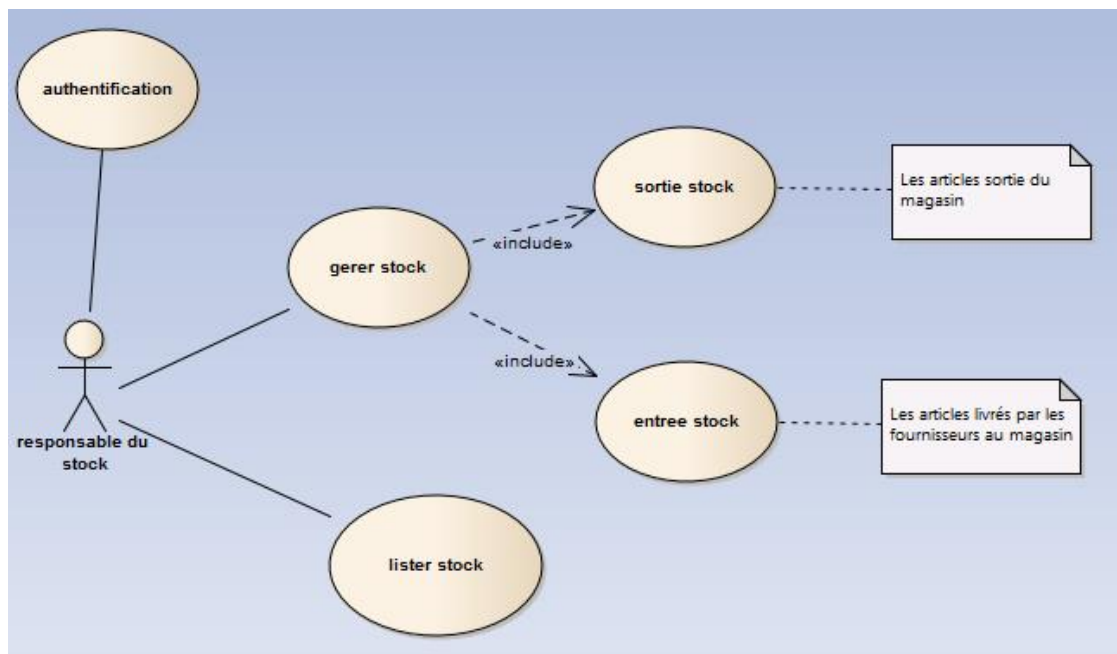 authentification
sortie stock
Les articles sortie du
magasin
gerer stock
«include»
«include»
entree stock
Les articles livrés par les
fournisseurs au magasin
responsable du
stock
lister stock